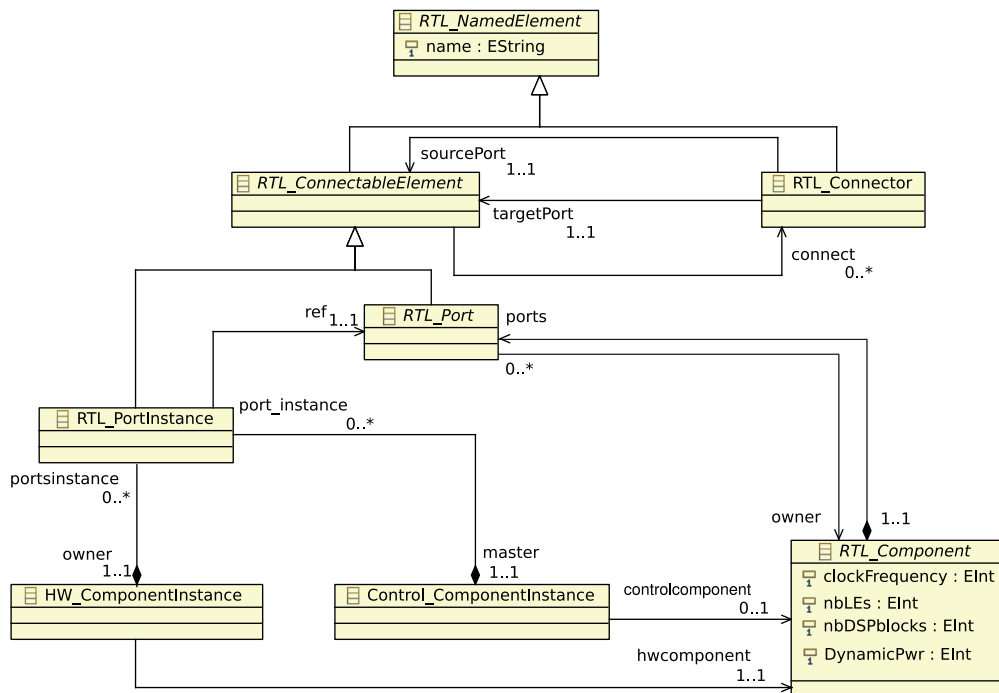 RTL_NamedElement
name : EString
sourcePort
1..1
RTL_ConnectableElement
RTL_Connector
targetPort
1..1
connect
0..*
ref
1..1
RTL_Port
ports
0..*
RTL_PortInstance
port_instance
0..*
portsinstance
0..*
owner
1..1
master
1..1
owner
1..1
RTL_Component
clockFrequency : EInt
nbLEs : EInt
nbDSPblocks : EInt
DynamicPwr : EInt
HW_ComponentInstance
Control_ComponentInstance
controlcomponent
0..1
hwcomponent
1..1